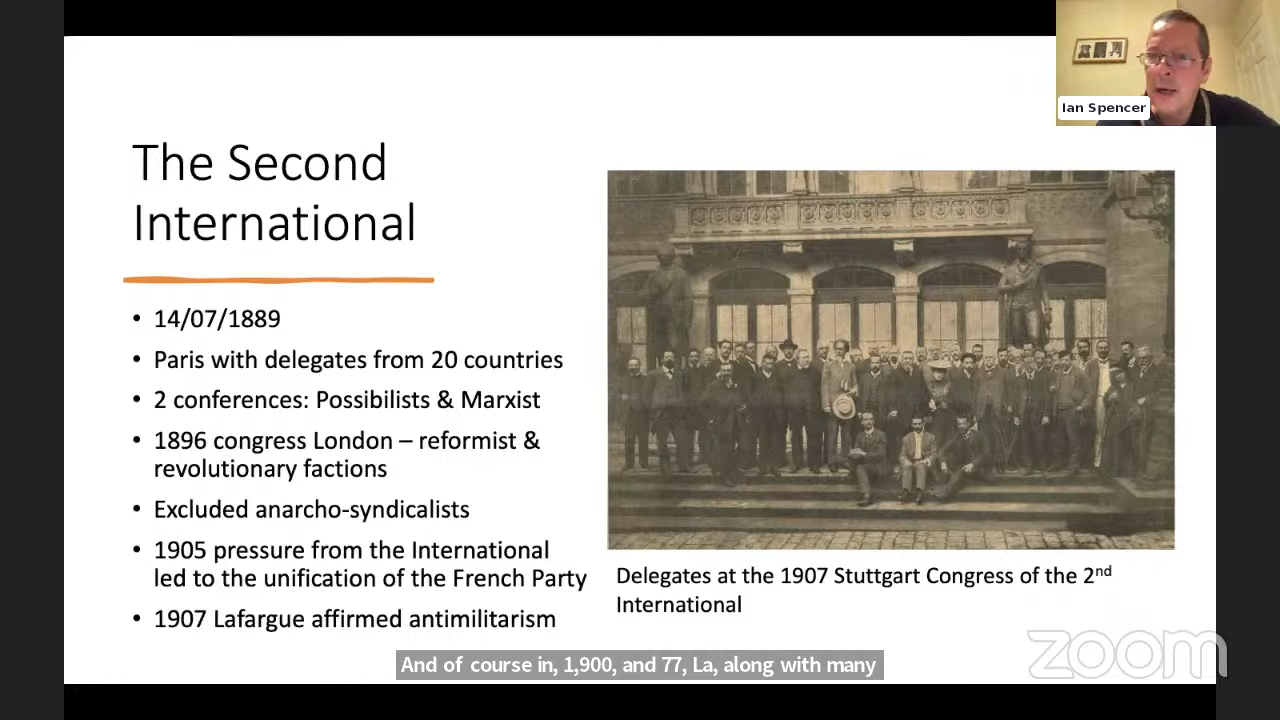 Ian Spencer
The Second
International
• 14/07/1889
• Paris with delegates from 20 countries
• 2 conferences: Possibilists & Marxist
• 1896 congress London – reformist &
revolutionary factions
• Excluded anarcho-syndicalists
• 1905 pressure from the International
led to the unification of the French Party
• 1907 Lafargue affirmed antimilitarism
Delegates at the 1907 Stuttgart Congress of the 2nd
International
And of course in, 1,900, and 77, La, along with many
zoom